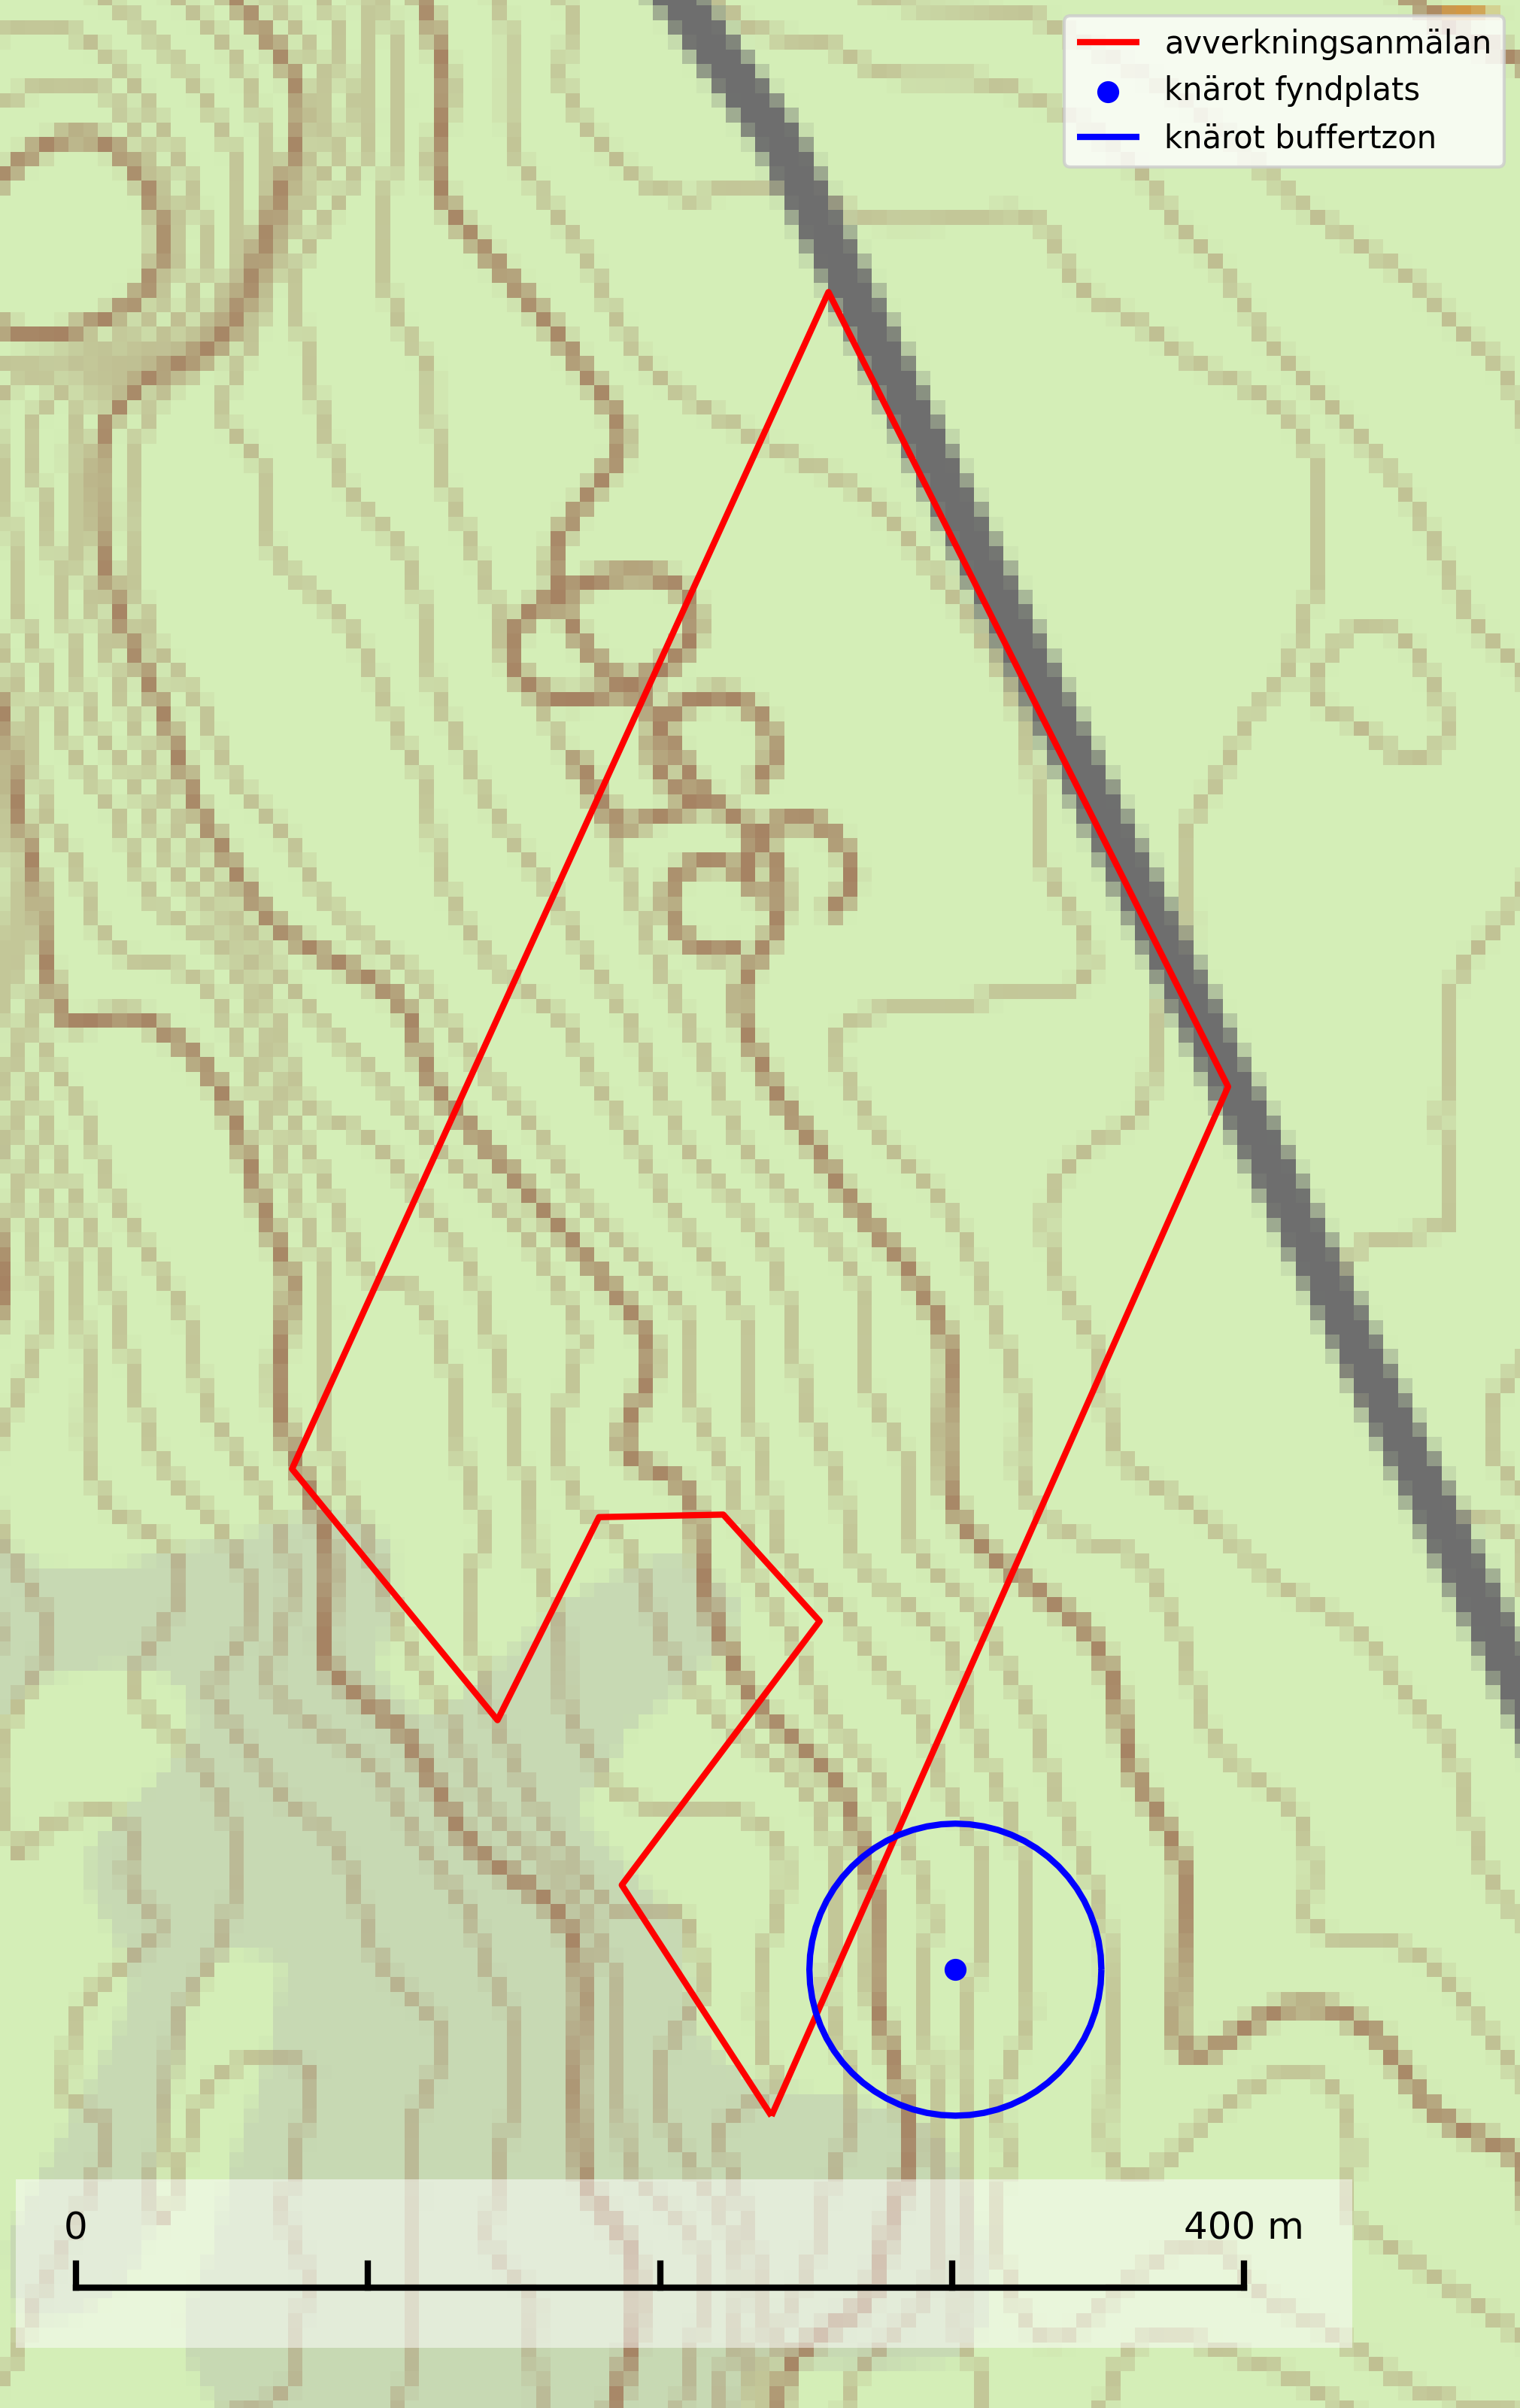 avverkningsanmälan
knärot fyndplats
knärot buffertzon
0
400 m